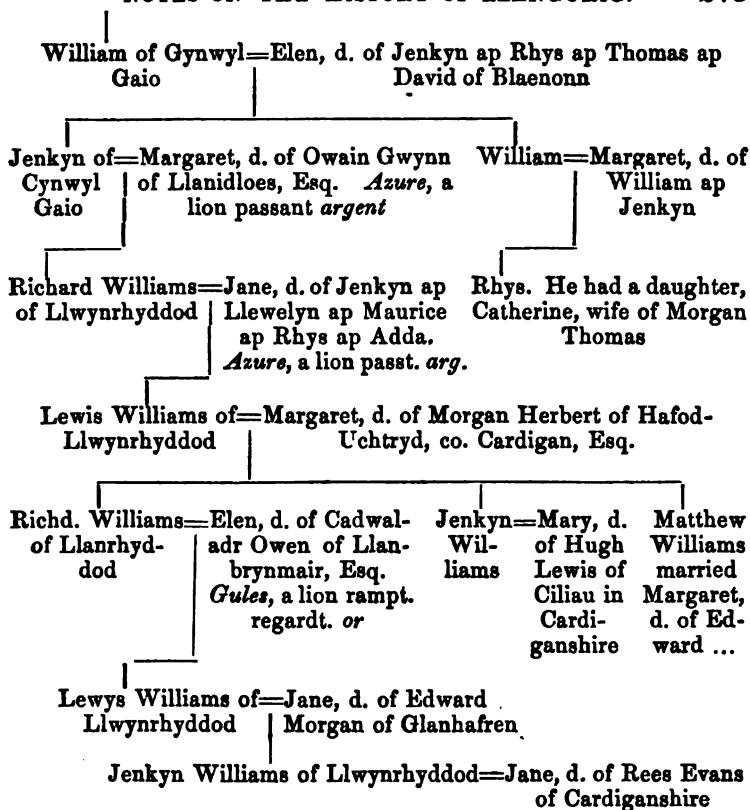 William of Gynwyl=Elen, d. of Jenkyn ap Rhys ap Thomas ap
Gaio David of Blaenonn
Jenkyn of=Margaret, d. of Owain Gwynn William=Margaret, d. of
Cynwyl of Llanidloes, Esq. Azure, a William ap
Gaio lion passant argent Jenkyn
Richard Williams=Jane, d. of Jenkyn ap Rhys. He had a daughter,
of Llwynrhyddod Llewelyn ap Maurice Catherine, wife of Morgan
ap Rhys ap Adda. Thomas
Azure, a lion passt. arg.
Lewis Williams of=Margaret, d. of Morgan Herbert of Hafod-
Llwynrhyddod Uchtryd, co. Cardigan, Esq.
Richd. Williams=Elen, d. of Cadwal- Jenkyn=Mary, d. Matthew
of Llanrhyd- adr Owen of Llan- Wil- of Hugh Williams
dod brynmair, Esq. liams Lewis of married
Gules, a lion rampt. Ciliau in Margaret,
regardt. or Cardi- d. of Ed-
ganshire ward ...
Lewys Williams of=Jane, d. of Edward
Llwynrhyddod Morgan of Glanhafren
Jenkyn Williams of Llwynrhyddod=Jane, d. of Rees Evans
of Cardiganshire